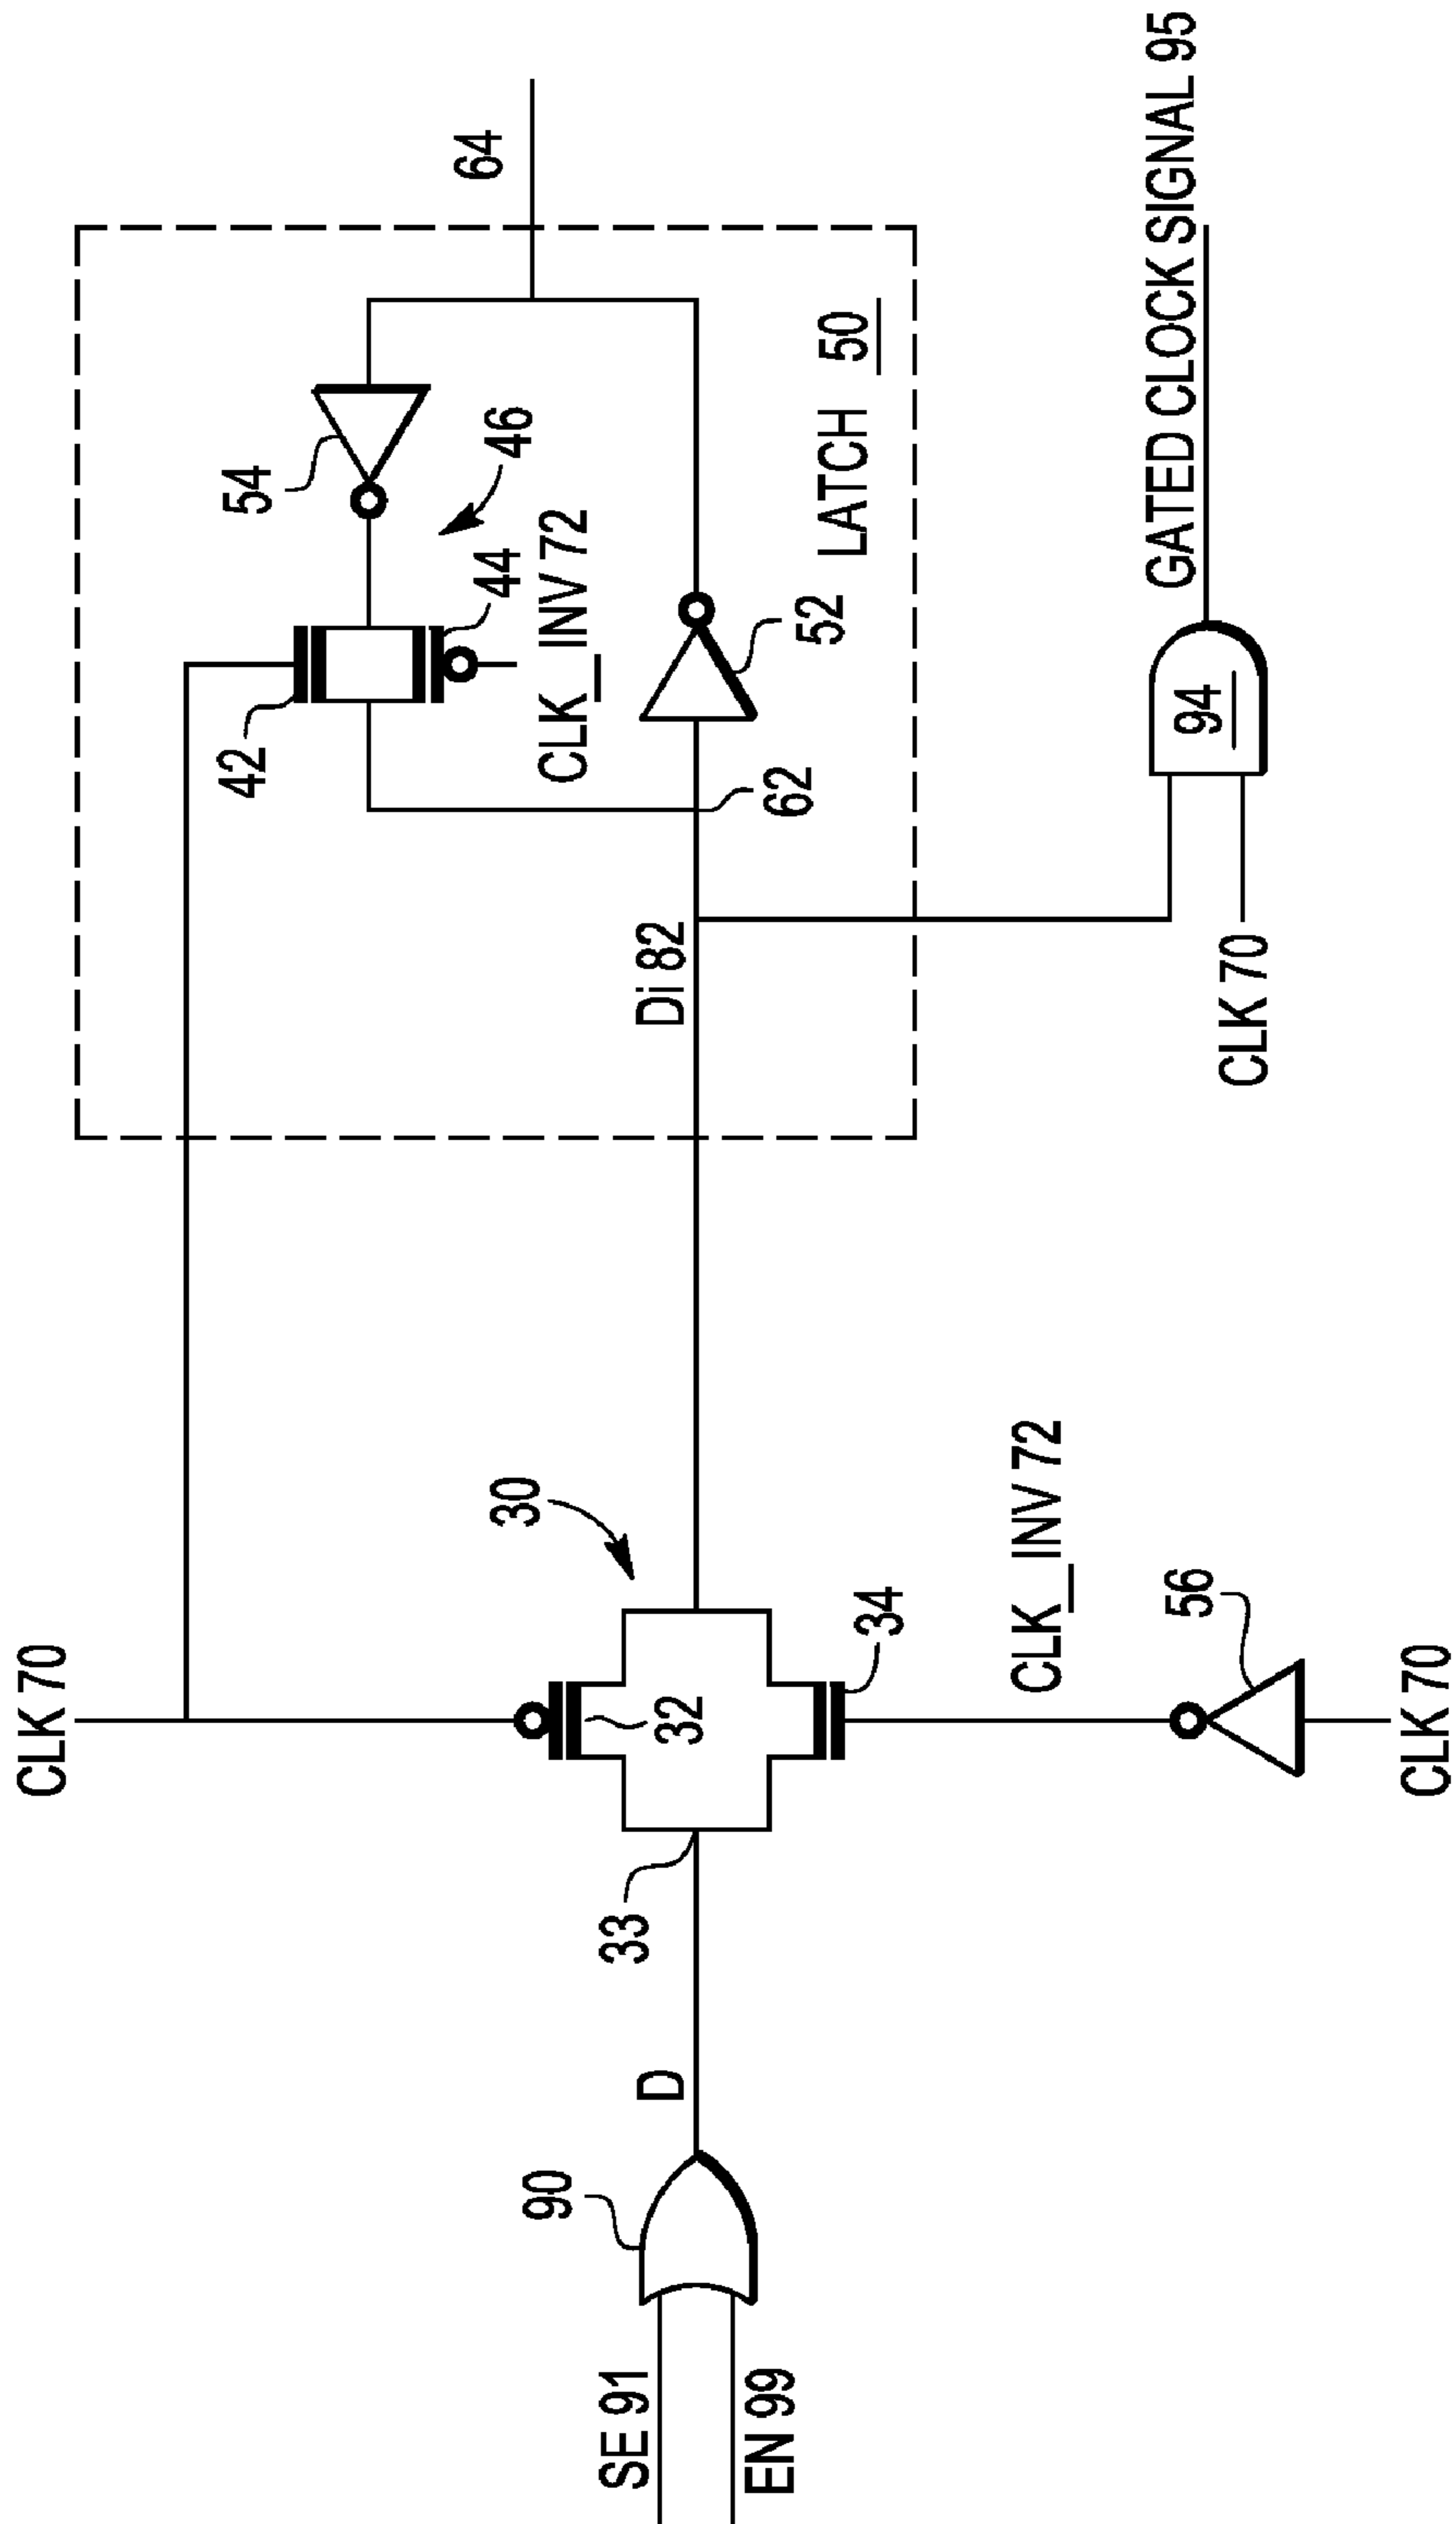 CLK 70
54
46
64
42
44
CLK_INV 72
30
Di 82
62
52
LATCH 50
SE 91
EN 99
90
D
33
32
34
CLK_INV 72
56
CLK 70
CLK 70
94
GATED CLOCK SIGNAL 95